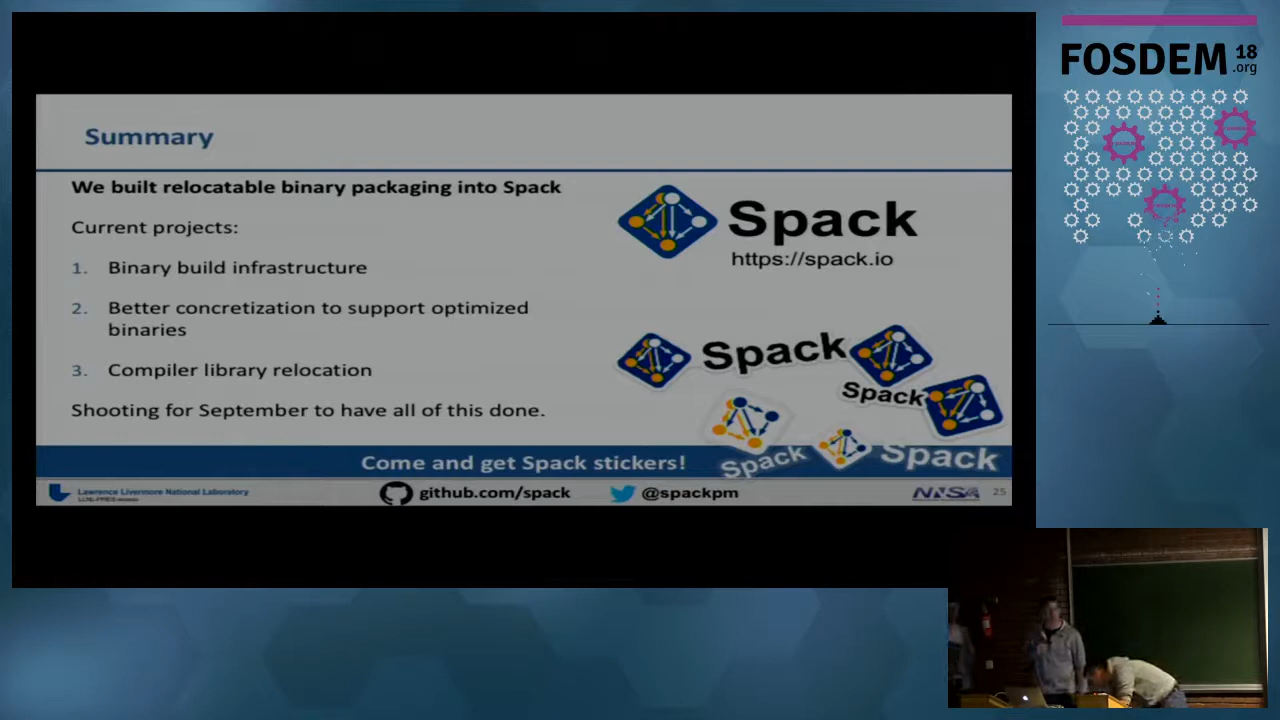 Summary
We built relocatable binary packaging into Spack
Current projects:
1. Binary build infrastructure
2. Better concretization to support optimized
binaries
3. Compiler library relocation
Shooting for September to have all of this done.
Spack
https://spack.io
Spack
Spack
Spack
Spack
Come and get Spack stickers!
Lawrence Livermore National Laboratory
github.com/spack
@spackpm
NNSA
25
FOSDEM 18
.org